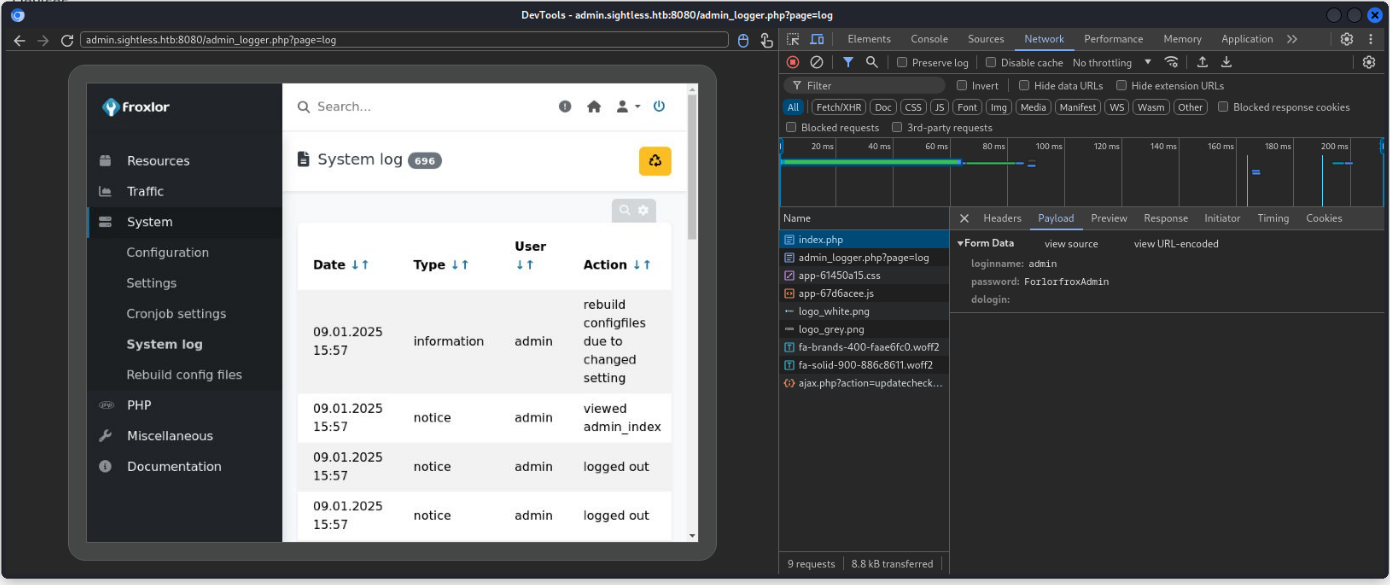 DevTools - admin.sightless.htb:8080/admin_logger.php?page=log
admin.sightless.htb:8080/admin_logger.php?page=log
froxlor
Resources
Traffic
System
Configuration
Settings
Cronjob settings
System log
Rebuild config files
PHP
Miscellaneous
Documentation
Search...
System log 696
Date Type User Action
09.01.2025 15:57 information admin rebuild configfiles due to changed setting
09.01.2025 15:57 notice admin viewed admin_index
09.01.2025 15:57 notice admin logged out
09.01.2025 15:57 notice admin logged out
Elements Console Sources Network Performance Memory Application
Preserve log Disable cache No throttling
Filter Invert Hide data URLs Hide extension URLs
All Fetch/XHR Doc CSS JS Font Img Media Manifest WS Wasm Other Blocked response cookies
Blocked requests 3rd-party requests
20 ms 40 ms 60 ms 80 ms 100 ms 120 ms 140 ms 160 ms 180 ms 200 ms
Name
index.php
admin_logger.php?page=log
app-61450a15.css
app-67d6acee.js
logo_white.png
logo_grey.png
fa-brands-400-faae6fc0.woff2
fa-solid-900-886c8611.woff2
ajax.php?action=updatecheck...
9 requests 8.8 kB transferred
Headers Payload Preview Response Initiator Timing Cookies
Form Data view source view URL-encoded
loginname: admin
password: ForlorfroxAdmin
dologin: